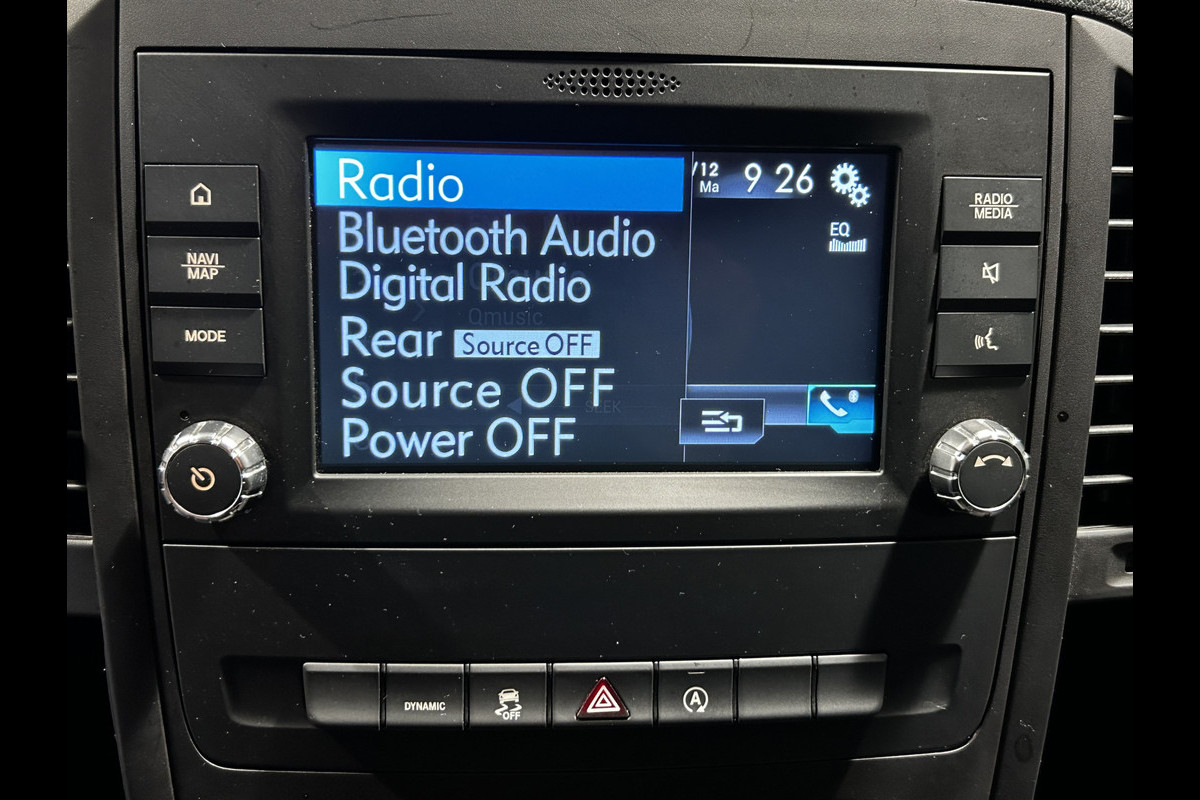 Radio
Bluetooth Audio
Digital Radio
Qmusic
Rear Source OFF
Source OFF
SEEK
Power OFF
/12
Ma
9 26
EQ
NAVI
MAP
MODE
RADIO
MEDIA
DYNAMIC
OFF
A